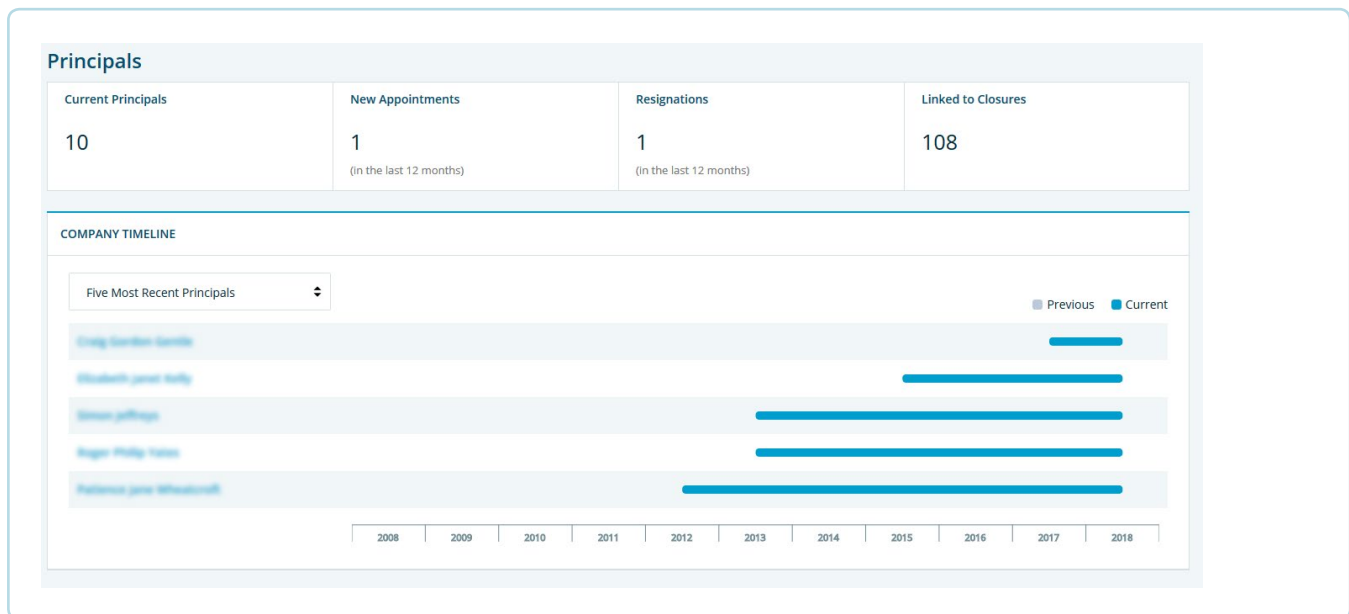 Principals
Current Principals
10
New Appointments
1
(in the last 12 months)
Resignations
1
(in the last 12 months)
Linked to Closures
108
COMPANY TIMELINE
Five Most Recent Principals
Previous Current
2008 2009 2010 2011 2012 2013 2014 2015 2016 2017 2018